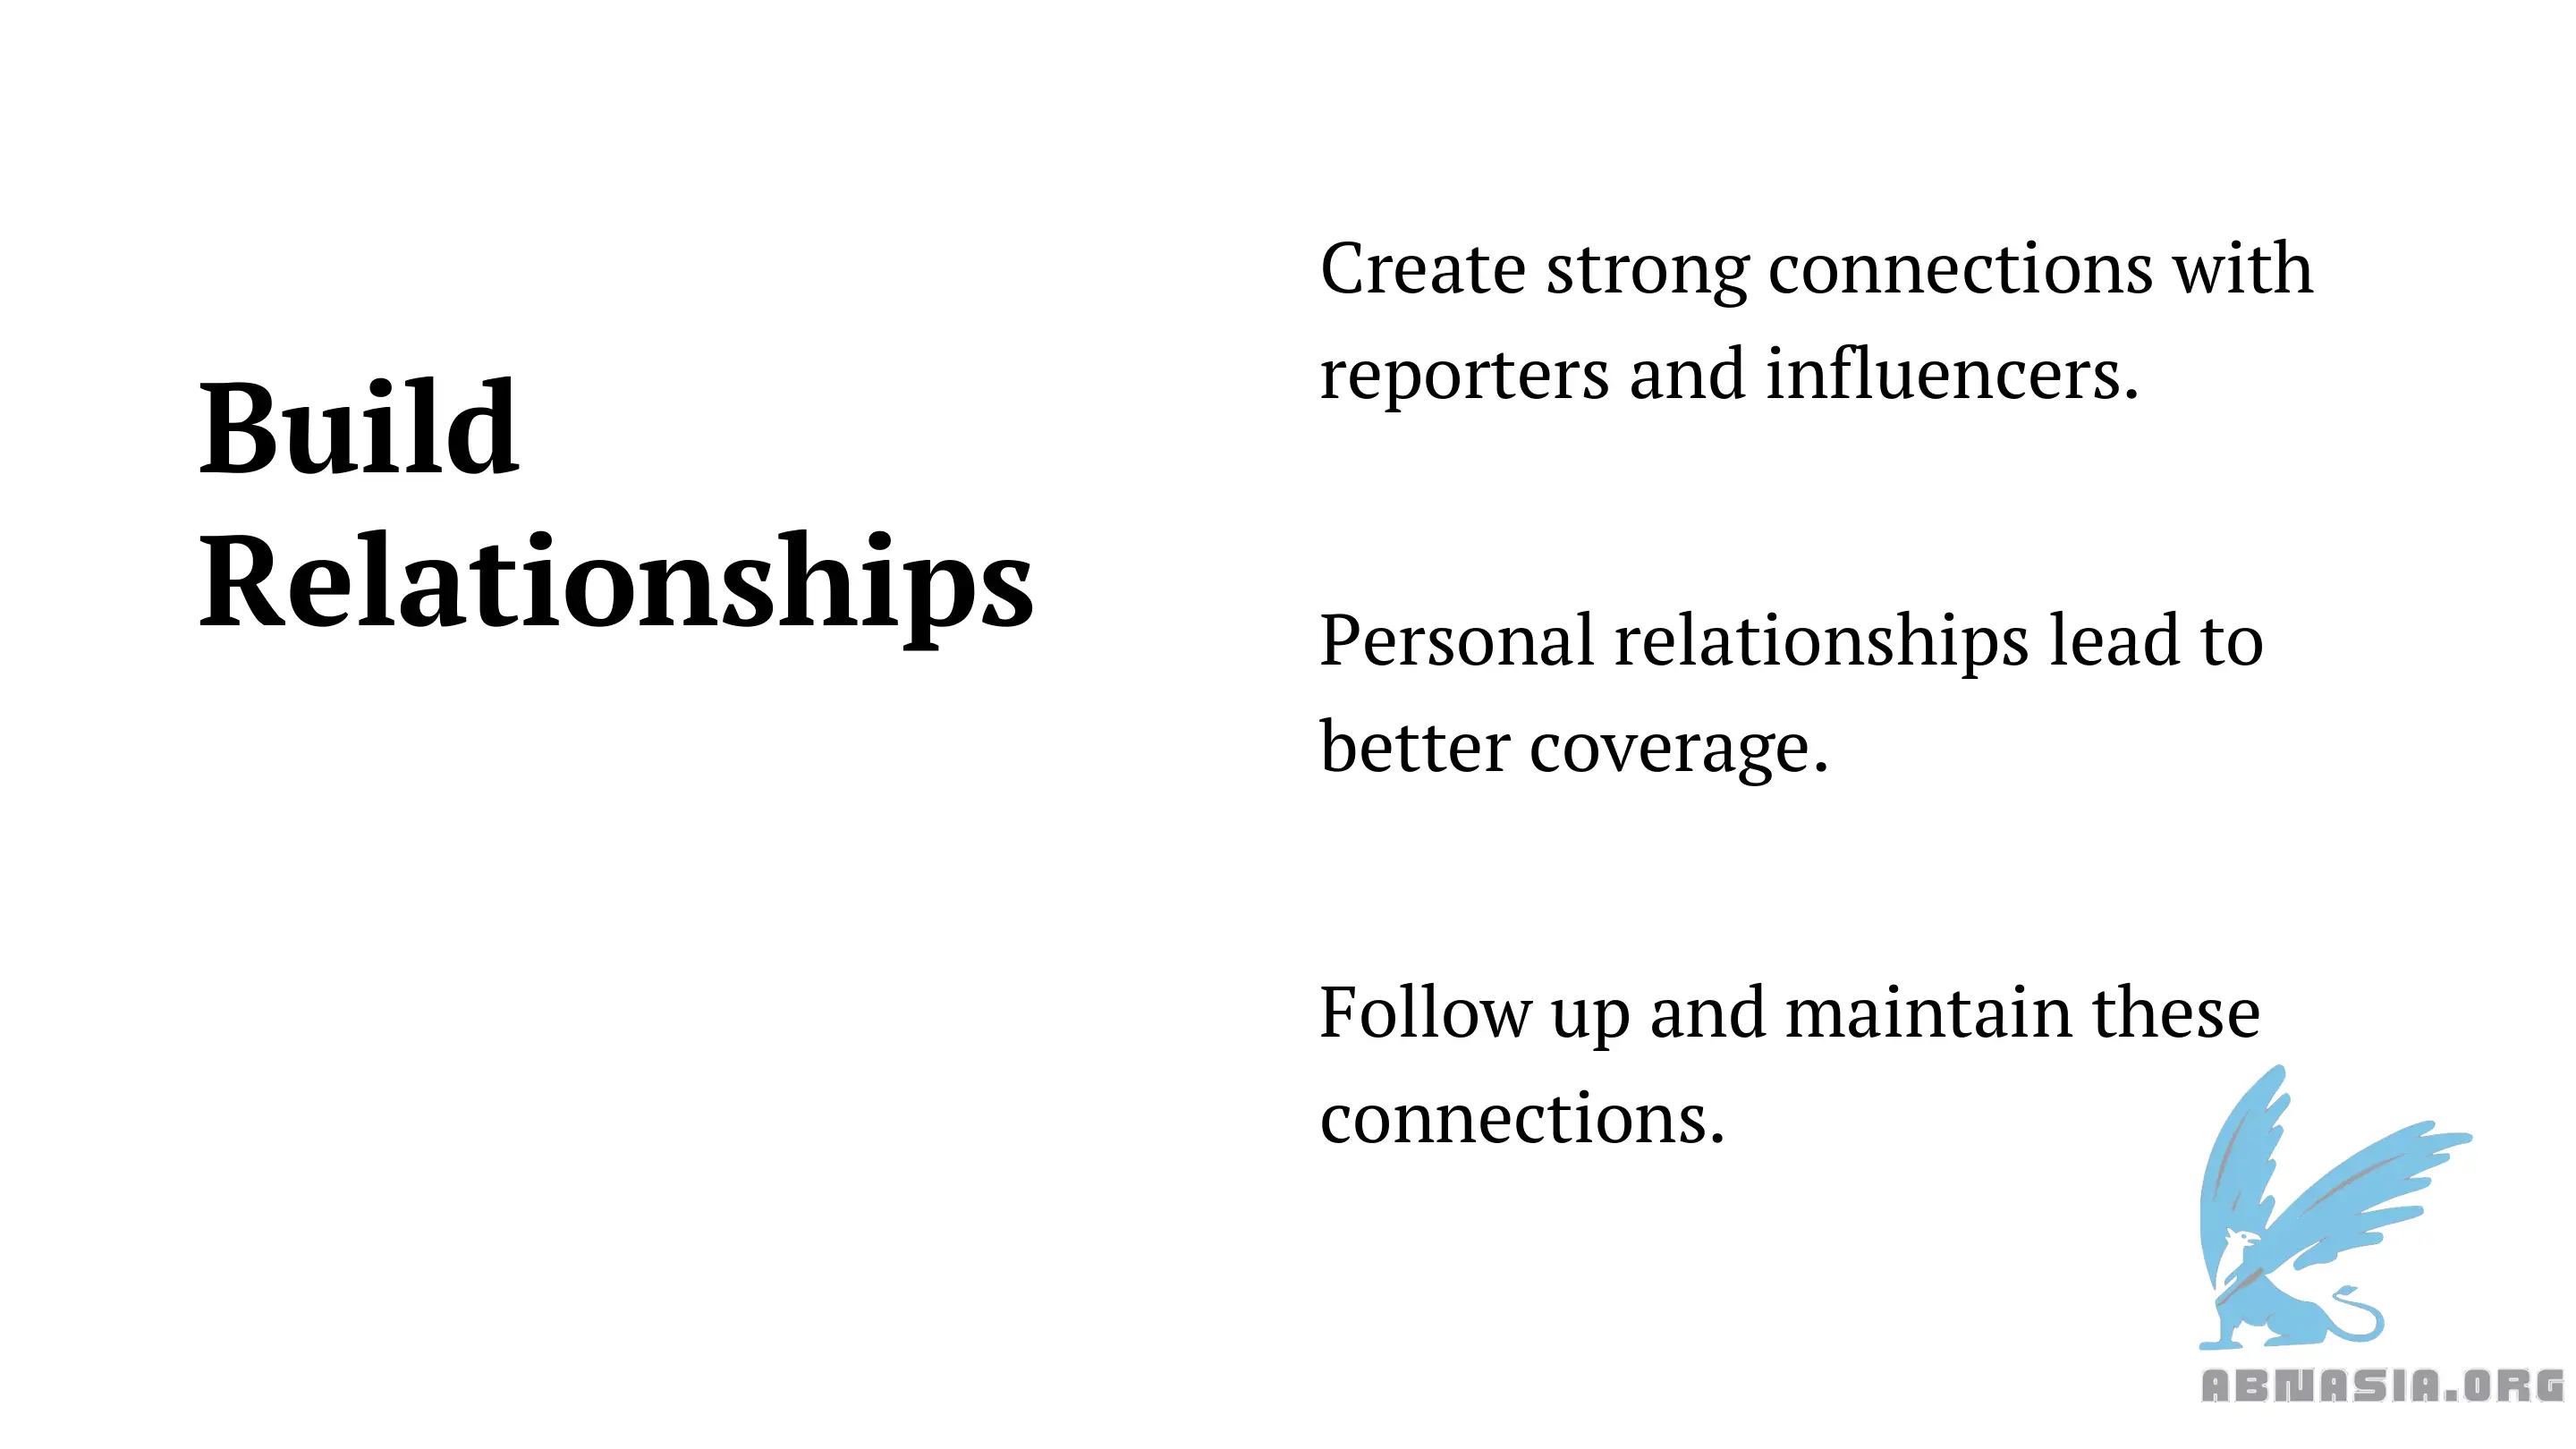 Build
Relationships
Create strong connections with
reporters and influencers.
Personal relationships lead to
better coverage.
Follow up and maintain these
connections.
ABNASIA.ORG